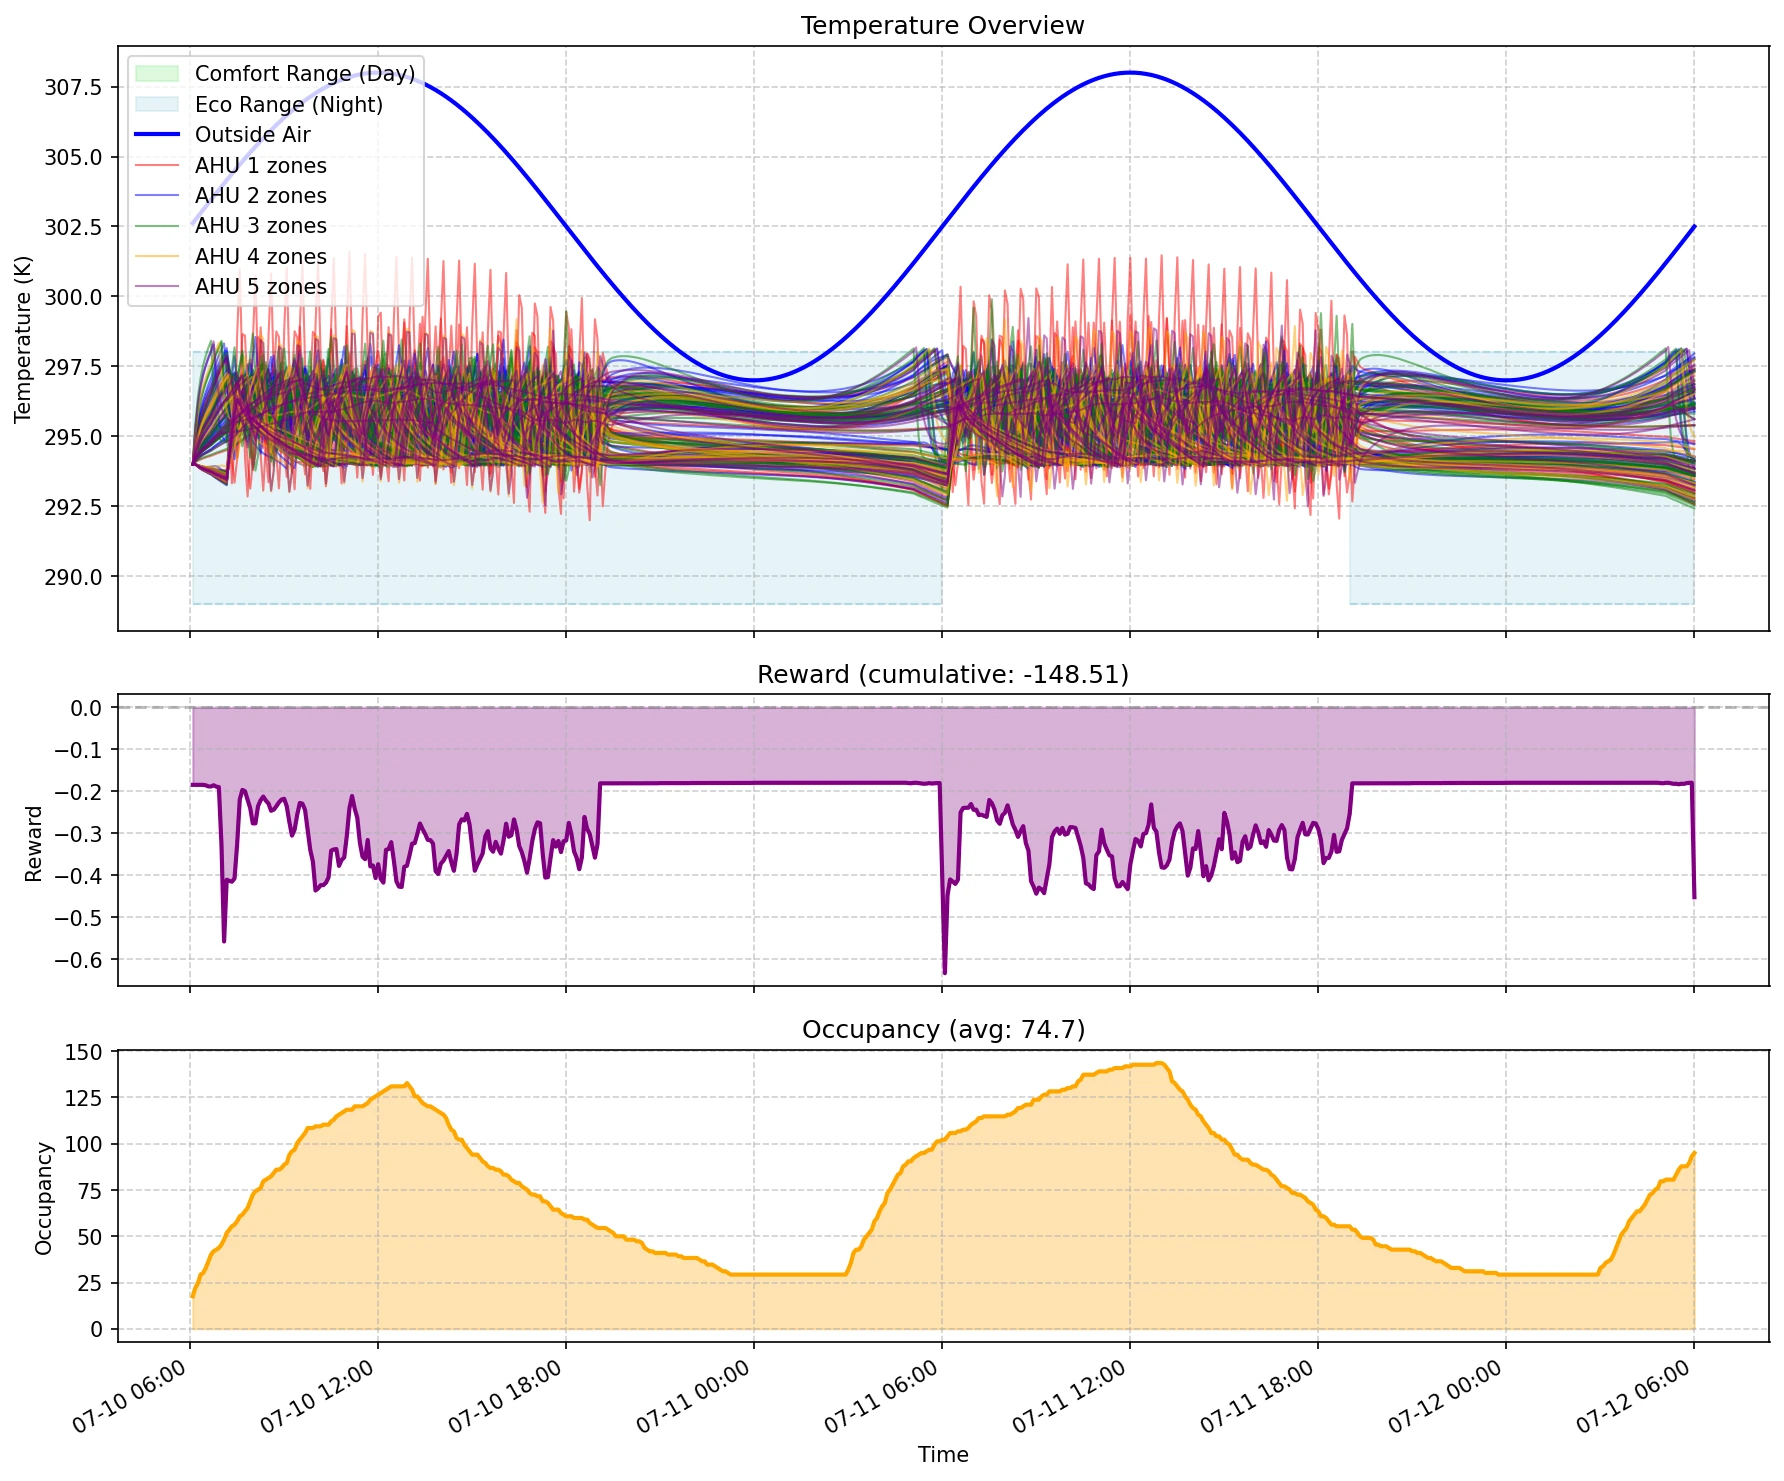 Temperature Overview
Temperature (K)
307.5
305.0
302.5
300.0
297.5
295.0
292.5
290.0
Comfort Range (Day)
Eco Range (Night)
Outside Air
AHU 1 zones
AHU 2 zones
AHU 3 zones
AHU 4 zones
AHU 5 zones
Reward (cumulative: -148.51)
Reward
0.0
−0.1
−0.2
−0.3
−0.4
−0.5
−0.6
Occupancy (avg: 74.7)
Occupancy
150
125
100
75
50
25
0
07-10 06:00
07-10 12:00
07-10 18:00
07-11 00:00
07-11 06:00
07-11 12:00
07-11 18:00
07-12 00:00
07-12 06:00
Time